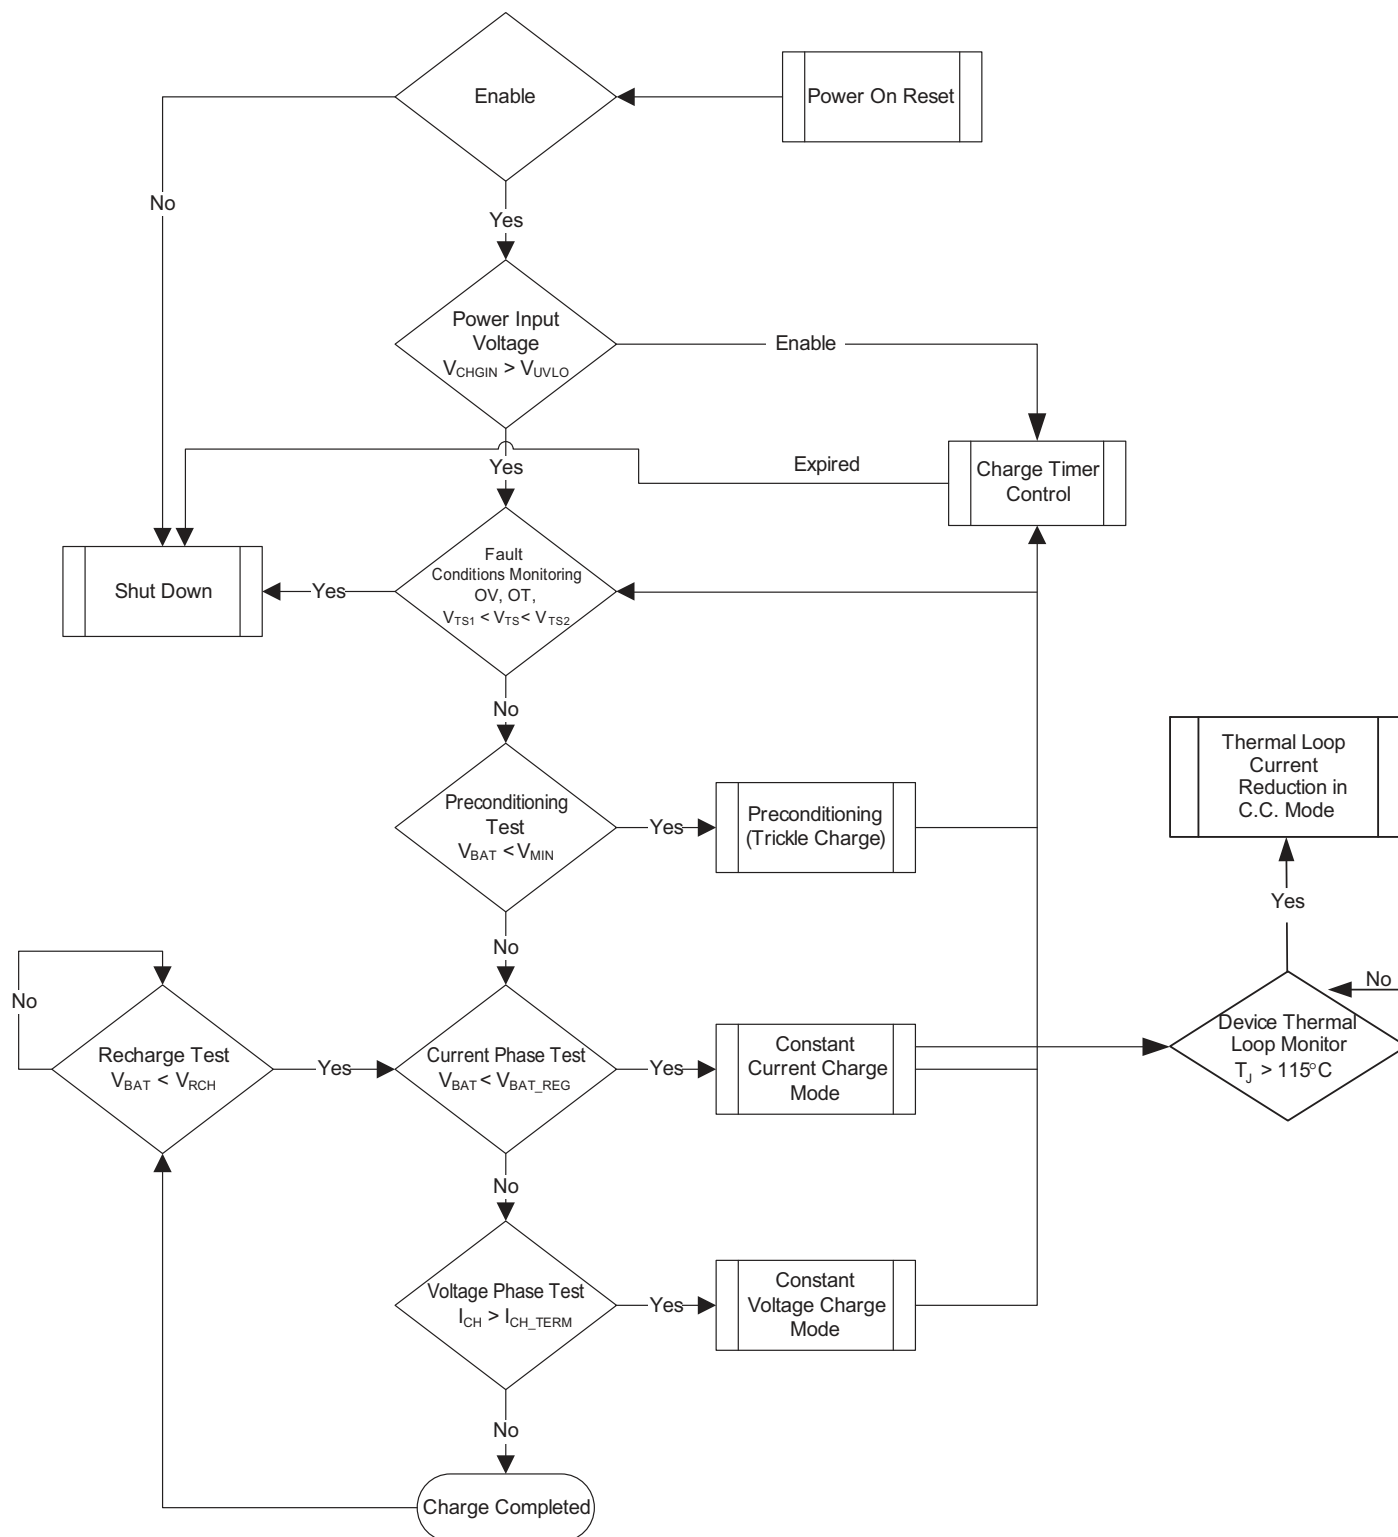 Enable
Power On Reset
No
Yes
Power Input
Voltage
VCHGIN > VUVLO
Enable
Yes
Expired
Charge Timer
Control
Shut Down
Yes
Fault
Conditions Monitoring
OV, OT,
VTS1 < VTS < VTS2
No
Preconditioning
Test
VBAT < VMIN
Yes
Preconditioning
(Trickle Charge)
Thermal Loop
Current
Reduction in
C.C. Mode
Yes
No
No
No
Recharge Test
VBAT < VRCH
Yes
Current Phase Test
VBAT < VBAT_REG
Yes
Constant
Current Charge
Mode
Device Thermal
Loop Monitor
TJ > 115°C
No
Voltage Phase Test
ICH > ICH_TERM
Yes
Constant
Voltage Charge
Mode
No
Charge Completed